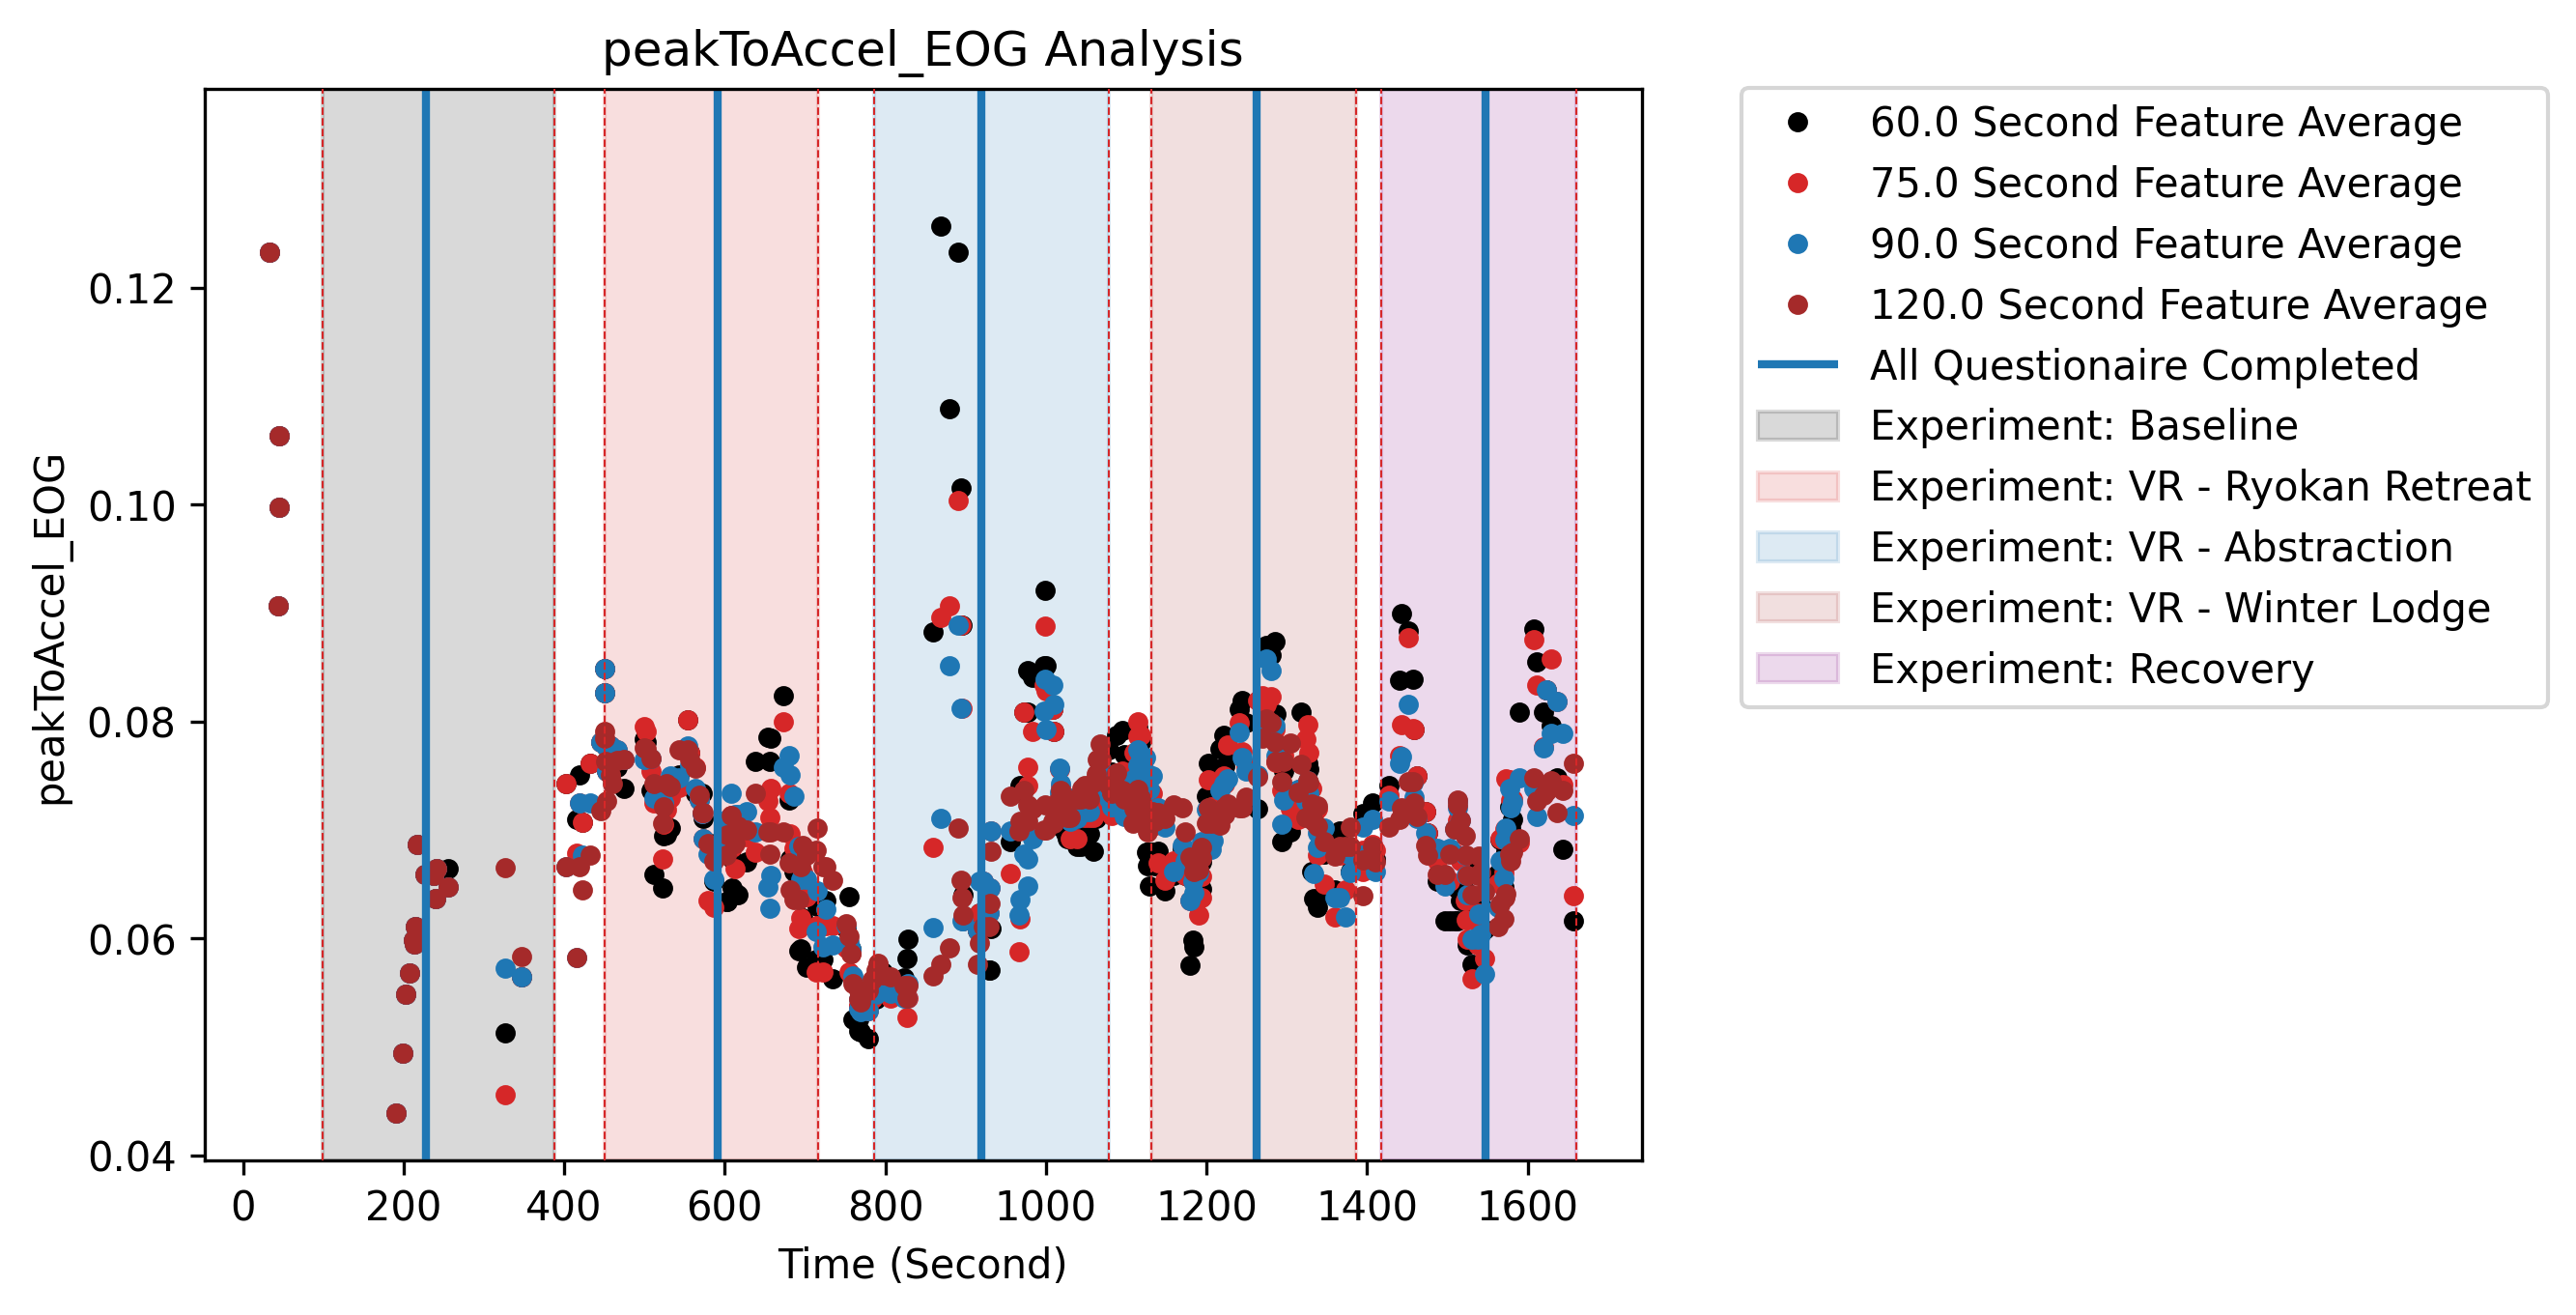 peakToAccel_EOG Analysis
peakToAccel_EOG
0.12
0.10
0.08
0.06
0.04
0 200 400 600 800 1000 1200 1400 1600
Time (Second)
60.0 Second Feature Average
75.0 Second Feature Average
90.0 Second Feature Average
120.0 Second Feature Average
All Questionaire Completed
Experiment: Baseline
Experiment: VR - Ryokan Retreat
Experiment: VR - Abstraction
Experiment: VR - Winter Lodge
Experiment: Recovery